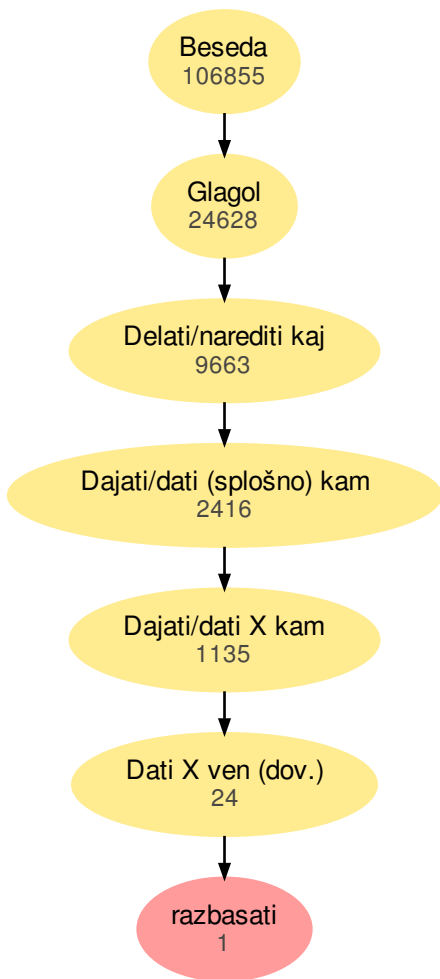 Beseda
106855
Glagol
24628
Delati/narediti kaj
9663
Dajati/dati (splošno) kam
2416
Dajati/dati X kam
1135
Dati X ven (dov.)
24
razbasati
1